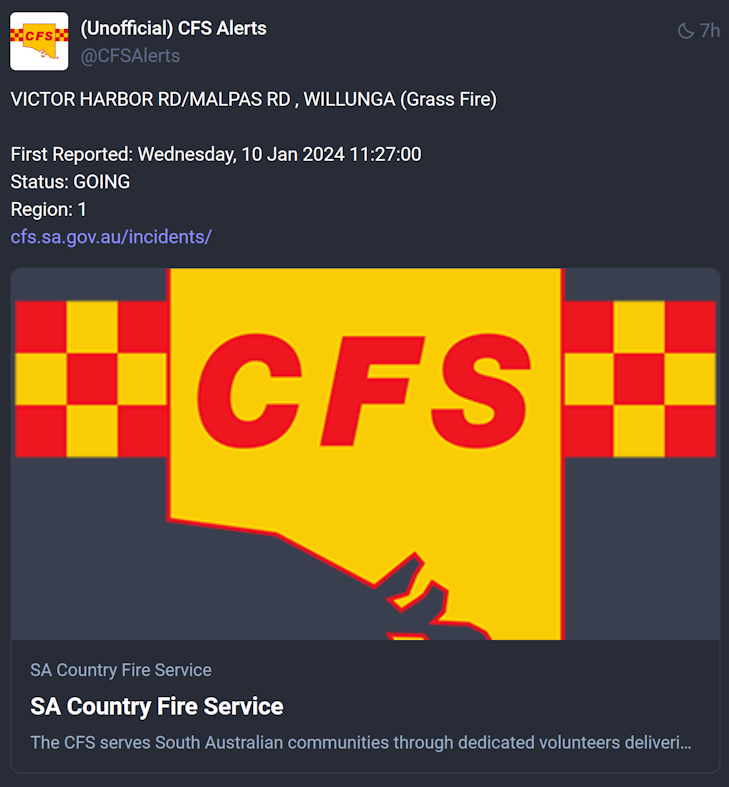 CFS
(Unofficial) CFS Alerts
7h
@CFSAlerts
VICTOR HARBOR RD/MALPAS RD , WILLUNGA (Grass Fire)
First Reported: Wednesday, 10 Jan 2024 11:27:00
Status: GOING
Region: 1
cfs.sa.gov.au/incidents/
CFS
SA Country Fire Service
SA Country Fire Service
The CFS serves South Australian communities through dedicated volunteers deliveri...